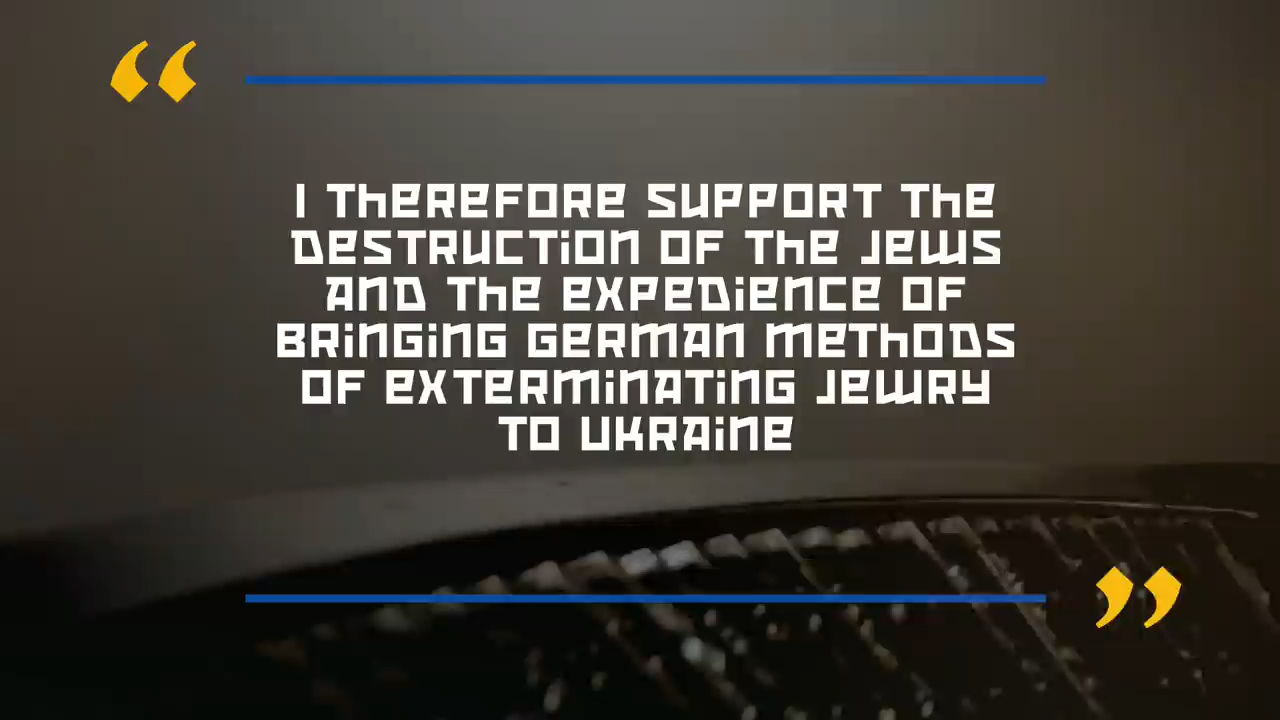 “
I THEREFORE SUPPORT THE
DESTRUCTION OF THE JEWS
AND THE EXPEDIENCE OF
BRINGING GERMAN METHODS
OF EXTERMINATING JEWRY
TO UKRAINE
”